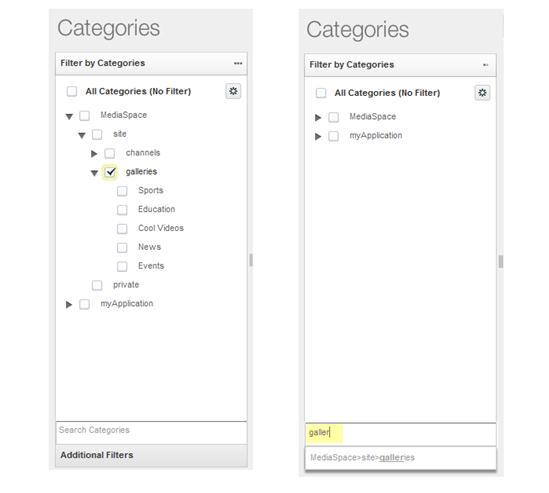 Categories
Filter by Categories
All Categories (No Filter)
MediaSpace
site
channels
galleries
Sports
Education
Cool Videos
News
Events
private
myApplication
Search Categories
Additional Filters
Categories
Filter by Categories
All Categories (No Filter)
MediaSpace
myApplication
galler
MediaSpace>site>galleries